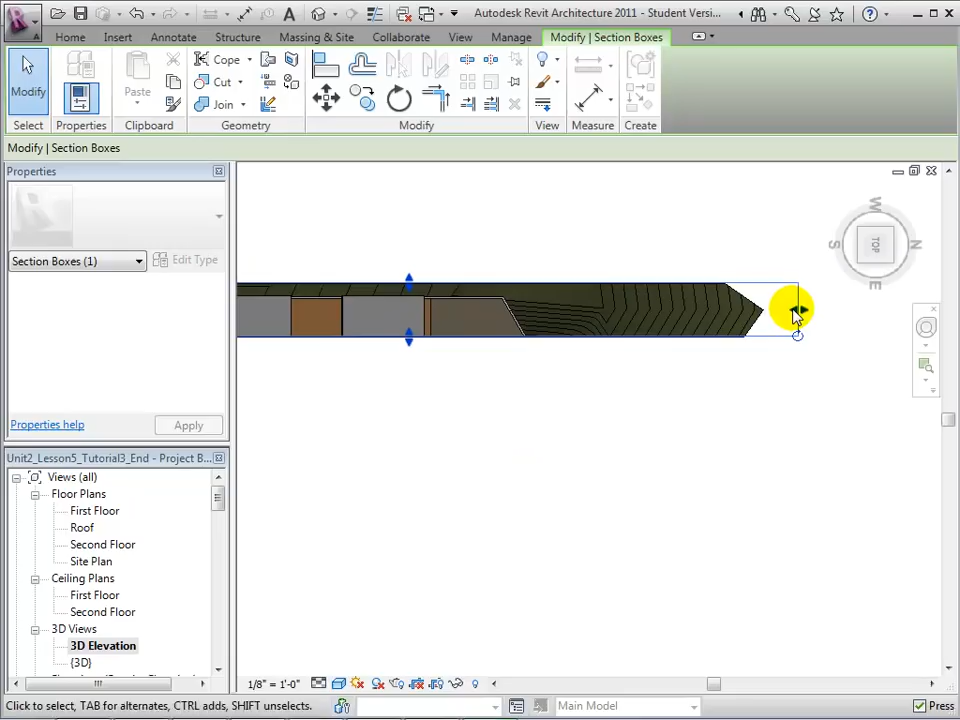 Autodesk Revit Architecture 2011 - Student Versi...
Home Insert Annotate Structure Massing & Site Collaborate View Manage Modify | Section Boxes
Modify
Paste
Cope
Cut
Join
Select Properties Clipboard Geometry Modify View Measure Create
Modify | Section Boxes
Properties
Section Boxes (1)
Edit Type
Properties help
Apply
Unit2_Lesson5_Tutorial3_End - Project B...
Views (all)
Floor Plans
First Floor
Roof
Second Floor
Site Plan
Ceiling Plans
First Floor
Second Floor
3D Views
3D Elevation
{3D}
W
S
TOP
N
E
1/8" = 1'-0"
Click to select, TAB for alternates, CTRL adds, SHIFT unselects.
Main Model
Press